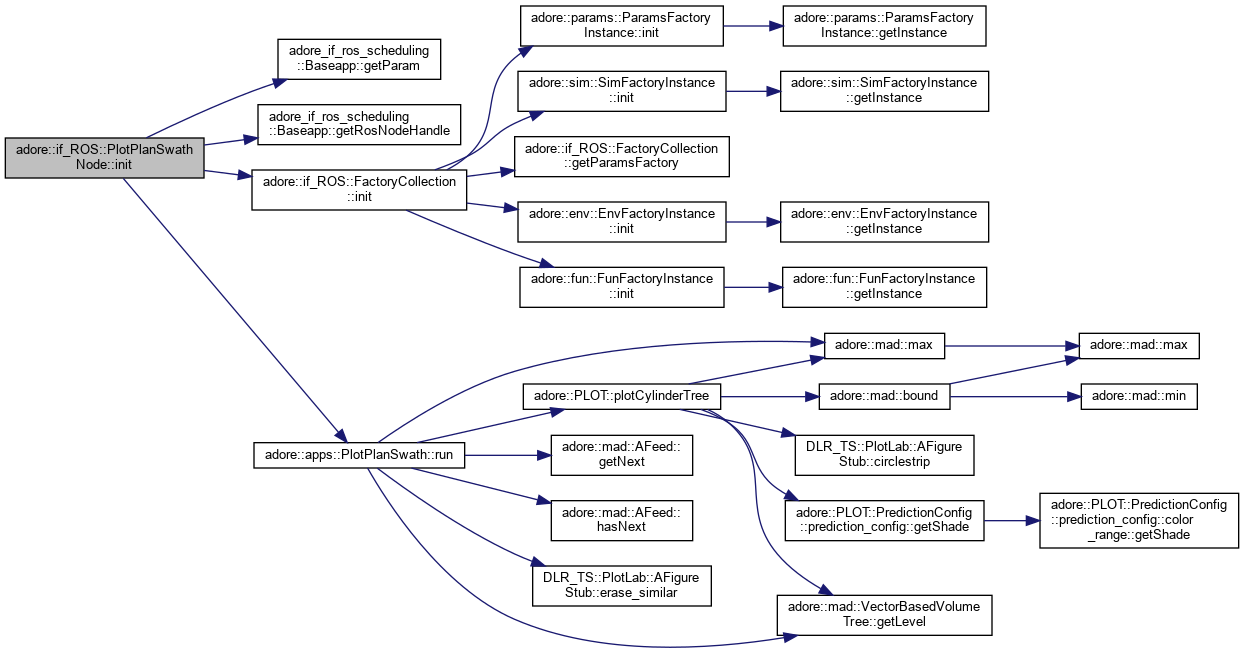 adore::if_ROS::PlotPlanSwath
Node::init
adore_if_ros_scheduling
::Baseapp::getParam
adore_if_ros_scheduling
::Baseapp::getRosNodeHandle
adore::if_ROS::FactoryCollection
::init
adore::params::ParamsFactory
Instance::init
adore::params::ParamsFactory
Instance::getInstance
adore::sim::SimFactoryInstance
::init
adore::sim::SimFactoryInstance
::getInstance
adore::if_ROS::FactoryCollection
::getParamsFactory
adore::env::EnvFactoryInstance
::init
adore::env::EnvFactoryInstance
::getInstance
adore::fun::FunFactoryInstance
::init
adore::fun::FunFactoryInstance
::getInstance
adore::apps::PlotPlanSwath::run
adore::mad::max
adore::mad::max
adore::PLOT::plotCylinderTree
adore::mad::bound
adore::mad::min
adore::mad::AFeed::
getNext
DLR_TS::PlotLab::AFigure
Stub::circlestrip
adore::mad::AFeed::
hasNext
adore::PLOT::PredictionConfig
::prediction_config::getShade
adore::PLOT::PredictionConfig
::prediction_config::color
_range::getShade
DLR_TS::PlotLab::AFigure
Stub::erase_similar
adore::mad::VectorBasedVolume
Tree::getLevel